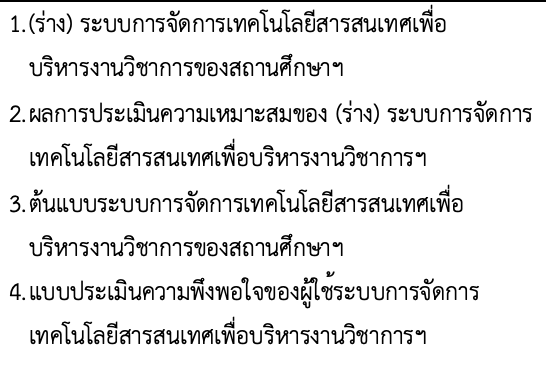 1.(ร่าง) ระบบการจัดการเทคโนโลยีสารสนเทศเพื่อ
บริหารงานวิชาการของสถานศึกษาฯ
2.ผลการประเมินความเหมาะสมของ (ร่าง) ระบบการจัดการ
เทคโนโลยีสารสนเทศเพื่อบริหารงานวิชาการฯ
3.ต้นแบบระบบการจัดการเทคโนโลยีสารสนเทศเพื่อ
บริหารงานวิชาการของสถานศึกษาฯ
4.แบบประเมินความพึงพอใจของผู้ใช้ระบบการจัดการ
เทคโนโลยีสารสนเทศเพื่อบริหารงานวิชาการฯ